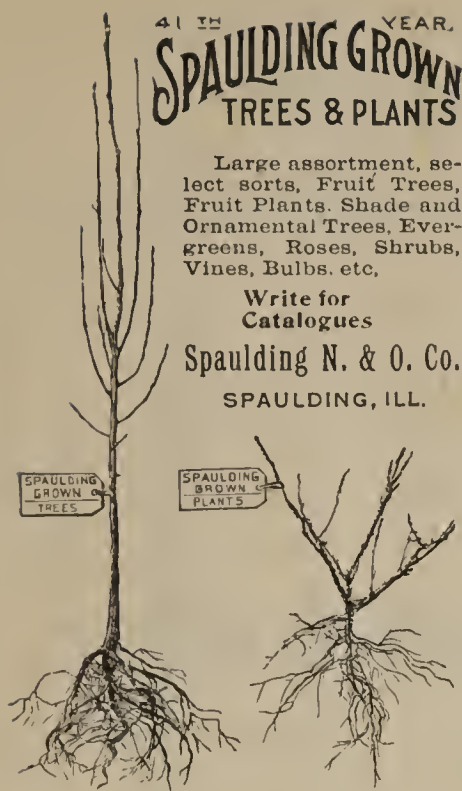 41 TH YEAR.
SPAULDING GROWN
TREES & PLANTS
Large assortment, se-
lect sorts, Fruit Trees,
Fruit Plants. Shade and
Ornamental Trees, Ever-
greens, Roses, Shrubs,
Vines, Bulbs. etc,
Write for
Catalogues
Spaulding N. & O. Co.
SPAULDING, ILL.
SPAULDING
GROWN
TREES
SPAULDING
GROWN
PLANTS